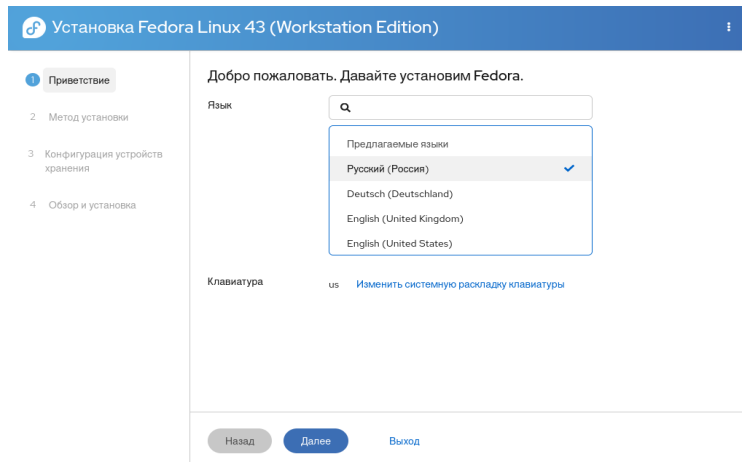 Установка Fedora Linux 43 (Workstation Edition)
1 Приветствие
2 Метод установки
3 Конфигурация устройств
хранения
4 Обзор и установка
Добро пожаловать. Давайте установим Fedora.
Язык
Предлагаемые языки
Русский (Россия)
Deutsch (Deutschland)
English (United Kingdom)
English (United States)
Клавиатура
us Изменить системную раскладку клавиатуры
Назад Далее Выход